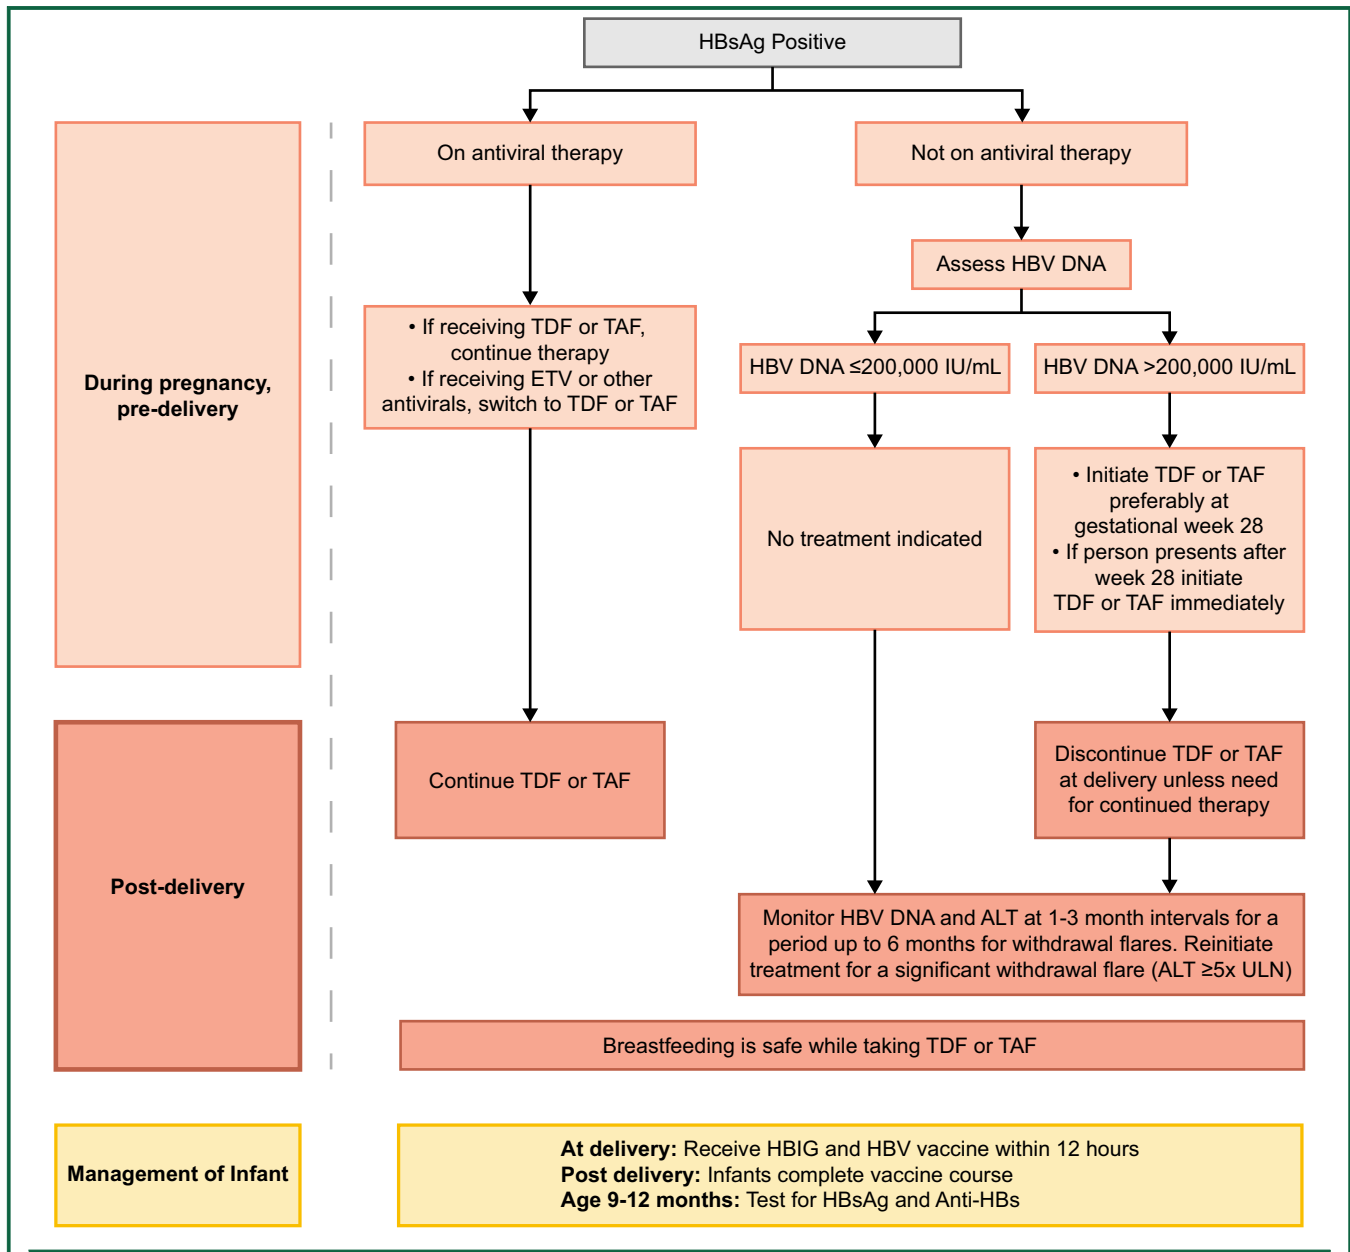 HBsAg Positive
On antiviral therapy
Not on antiviral therapy
Assess HBV DNA
During pregnancy,
pre-delivery
• If receiving TDF or TAF,
continue therapy
• If receiving ETV or other
antivirals, switch to TDF or TAF
HBV DNA ≤200,000 IU/mL
HBV DNA >200,000 IU/mL
No treatment indicated
• Initiate TDF or TAF
preferably at
gestational week 28
• If person presents after
week 28 initiate
TDF or TAF immediately
Post-delivery
Continue TDF or TAF
Discontinue TDF or TAF
at delivery unless need
for continued therapy
Monitor HBV DNA and ALT at 1-3 month intervals for a
period up to 6 months for withdrawal flares. Reinitiate
treatment for a significant withdrawal flare (ALT ≥5x ULN)
Breastfeeding is safe while taking TDF or TAF
Management of Infant
At delivery: Receive HBIG and HBV vaccine within 12 hours
Post delivery: Infants complete vaccine course
Age 9-12 months: Test for HBsAg and Anti-HBs